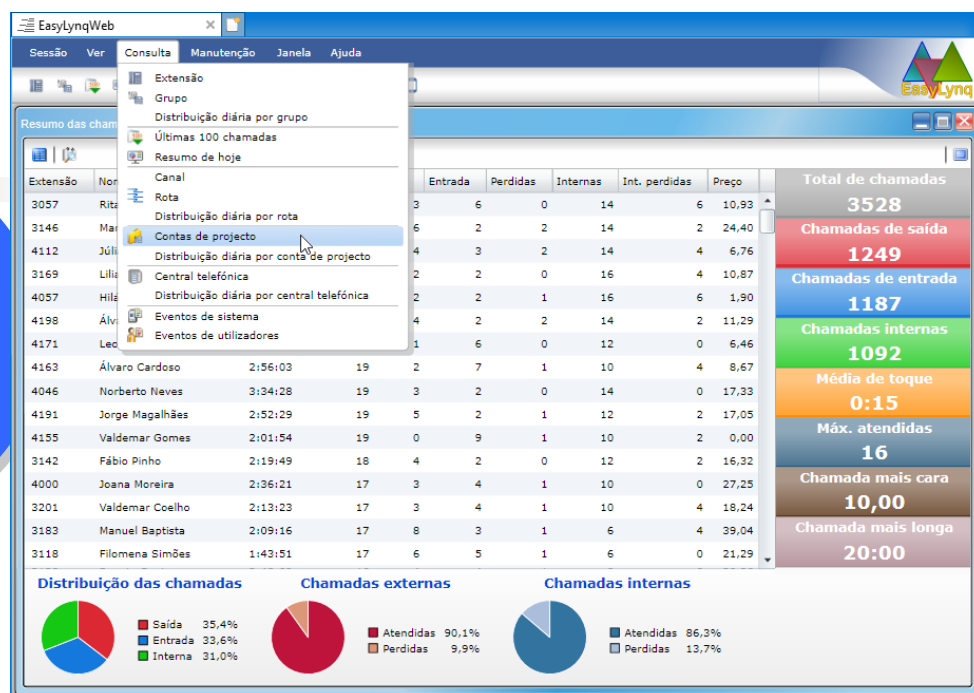 EasyLynqWeb
Sessão Ver Consulta Manutenção Janela Ajuda
EasyLynq
Extensão
Grupo
Distribuição diária por grupo
Últimas 100 chamadas
Resumo de hoje
Canal
Rota
Distribuição diária por rota
Contas de projecto
Distribuição diária por conta de projecto
Central telefónica
Distribuição diária por central telefónica
Eventos de sistema
Eventos de utilizadores
Resumo das cham
Extensão Nor Entrada Perdidas Internas Int. perdidas Preço
3057 Rita 3 6 0 14 6 10,93
3146 Mar 6 2 2 14 2 24,40
4112 Júli 4 3 2 14 4 6,76
3169 Lilia 2 2 0 16 4 10,87
4057 Hilá 2 2 1 16 6 1,90
4198 Álva 4 2 2 14 2 11,29
4171 Leo 1 6 0 12 0 6,46
4163 Álvaro Cardoso 2:56:03 19 2 7 1 10 4 8,67
4046 Norberto Neves 3:34:28 19 3 2 0 14 0 17,33
4191 Jorge Magalhães 2:52:29 19 5 2 1 12 2 17,05
4155 Valdemar Gomes 2:01:54 19 0 9 1 10 2 0,00
3142 Fábio Pinho 2:19:49 18 4 2 0 12 2 16,32
4000 Joana Moreira 2:36:21 17 3 4 1 10 0 27,25
3201 Valdemar Coelho 2:13:23 17 3 4 1 10 4 18,24
3183 Manuel Baptista 2:09:16 17 8 3 1 6 4 39,04
3118 Filomena Simões 1:43:51 17 6 5 1 6 0 21,29
Total de chamadas
3528
Chamadas de saída
1249
Chamadas de entrada
1187
Chamadas internas
1092
Média de toque
0:15
Máx. atendidas
16
Chamada mais cara
10,00
Chamada mais longa
20:00
Distribuição das chamadas
Saída 35,4%
Entrada 33,6%
Interna 31,0%
Chamadas externas
Atendidas 90,1%
Perdidas 9,9%
Chamadas internas
Atendidas 86,3%
Perdidas 13,7%